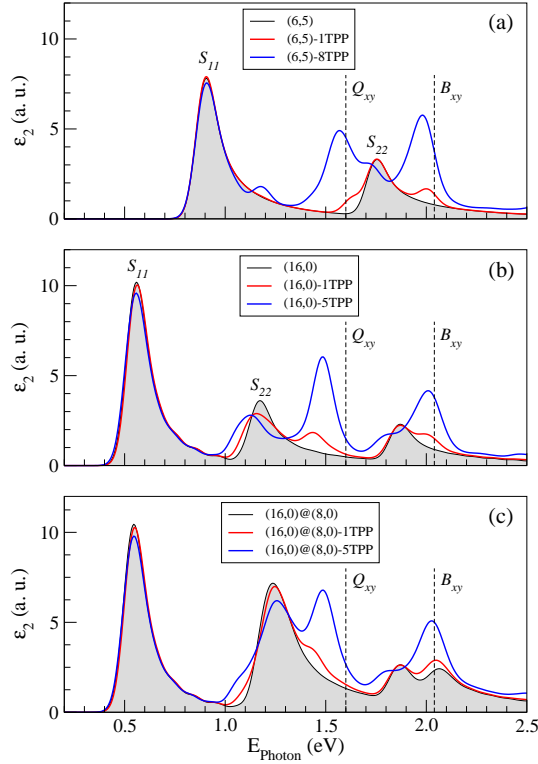 (a)
(6,5)
(6,5)-1TPP
(6,5)-8TPP
S11
Qxy
Bxy
S22
ε2 (a. u.)
10
5
0
(b)
(16,0)
(16,0)-1TPP
(16,0)-5TPP
S11
Qxy
Bxy
S22
ε2 (a. u.)
10
5
0
(c)
(16,0)@(8,0)
(16,0)@(8,0)-1TPP
(16,0)@(8,0)-5TPP
Qxy
Bxy
ε2 (a. u.)
10
5
0
0.5 1.0 1.5 2.0 2.5
EPhoton (eV)